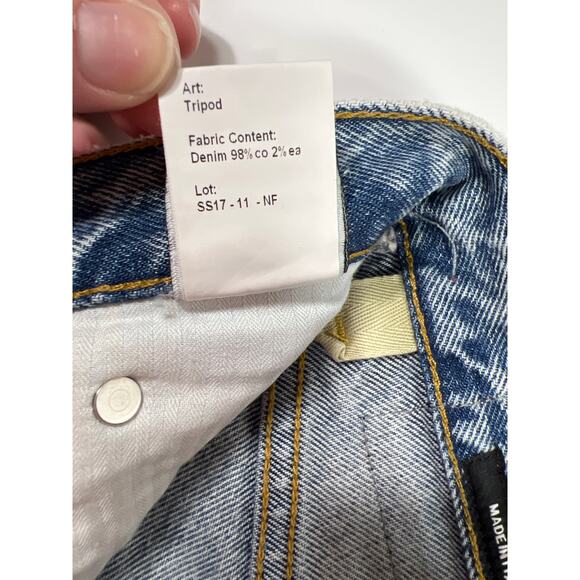 Art:
Tripod
Fabric Content:
Denim 98% co 2% ea
Lot:
SS17 - 11 - NF
MADE IN